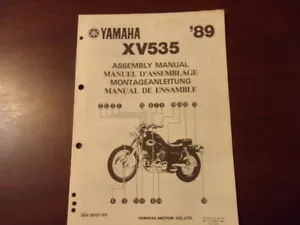 YAMAHA '89
XV535
ASSEMBLY MANUAL
MANUEL D'ASSEMBLAGE
MONTAGEANLEITUNG
MANUAL DE ENSAMBLE
YAMAHA MOTOR CO., LTD.